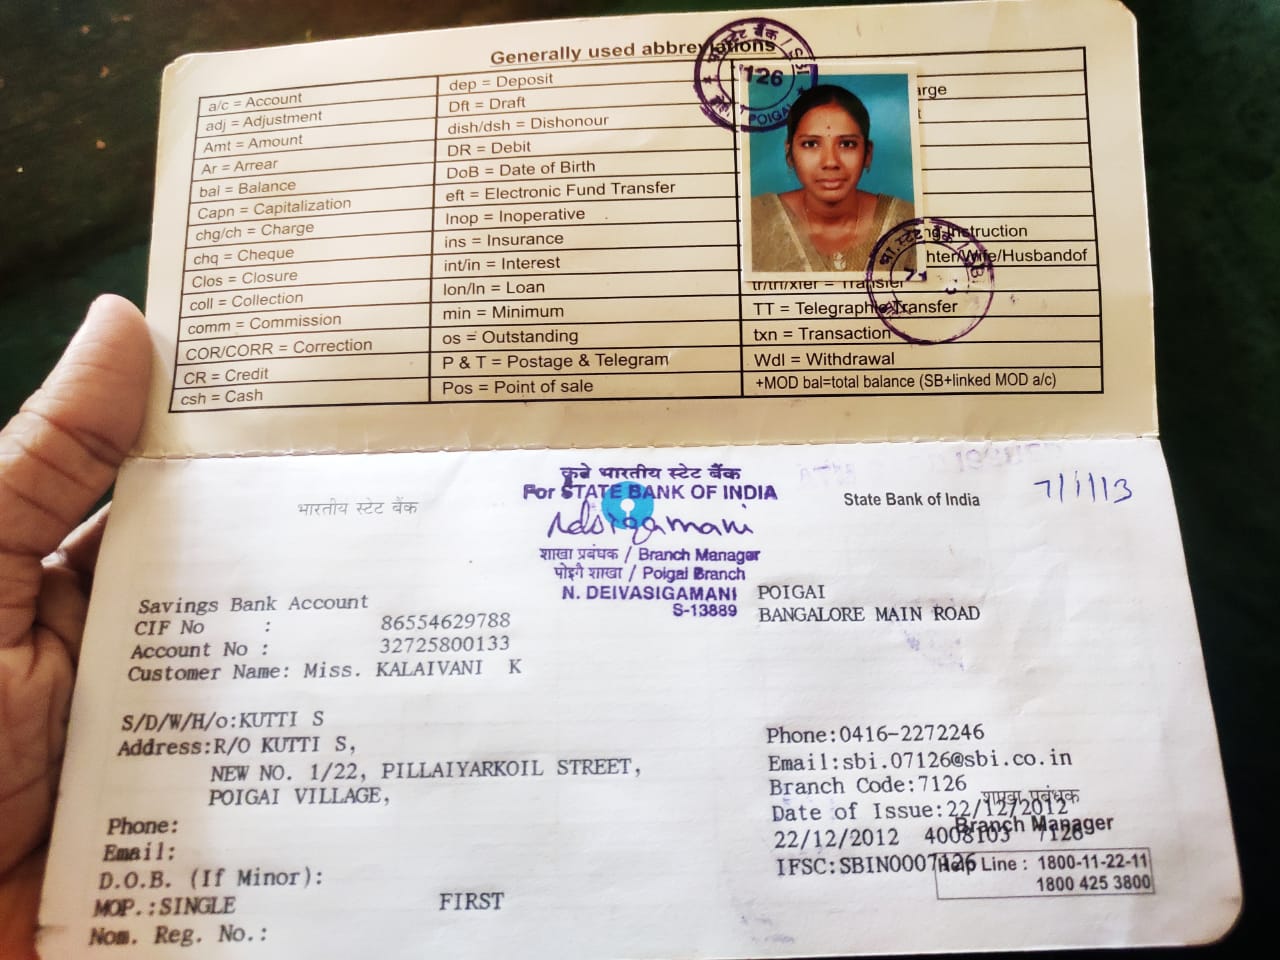 Generally used abbreviations
a/c = Account
adj = Adjustment
Amt = Amount
Ar = Arrear
bal = Balance
Capn = Capitalization
chg/ch = Charge
chq = Cheque
Clos = Closure
coll = Collection
comm = Commission
COR/CORR = Correction
CR = Credit
csh = Cash
dep = Deposit
Dft = Draft
dish/dsh = Dishonour
DR = Debit
DoB = Date of Birth
eft = Electronic Fund Transfer
Inop = Inoperative
ins = Insurance
int/in = Interest
lon/ln = Loan
min = Minimum
os = Outstanding
P & T = Postage & Telegram
Pos = Point of sale
arge
ng Instruction
hter/Wife/Husbandof
tr/trf/xfer = Transfer
TT = Telegraphic Transfer
txn = Transaction
Wdl = Withdrawal
+MOD bal=total balance (SB+linked MOD a/c)
स्टेट बैंक / SBI
126
POIGAI
भा.स्टेट बैंक / SBI
भारतीय स्टेट बैंक
कृते भारतीय स्टेट बैंक
For STATE BANK OF INDIA
शाखा प्रबंधक / Branch Manager
पोइगै शाखा / Poigai Branch
N. DEIVASIGAMANI
S-13889
State Bank of India
7/1/13
POIGAI
BANGALORE MAIN ROAD
Savings Bank Account
CIF No : 86554629788
Account No : 32725800133
Customer Name: Miss. KALAIVANI K
S/D/W/H/o:KUTTI S
Address:R/O KUTTI S,
NEW NO. 1/22, PILLAIYARKOIL STREET,
POIGAI VILLAGE,
Phone:
Email:
D.O.B. (If Minor):
MOP.:SINGLE FIRST
Nom. Reg. No.:
Phone:0416-2272246
Email:sbi.07126@sbi.co.in
Branch Code:7126
Date of Issue:22/12/2012
शाखा प्रबंधक
22/12/2012 4008103 7126
Branch Manager
IFSC:SBIN0007126
Help Line : 1800-11-22-11
1800 425 3800